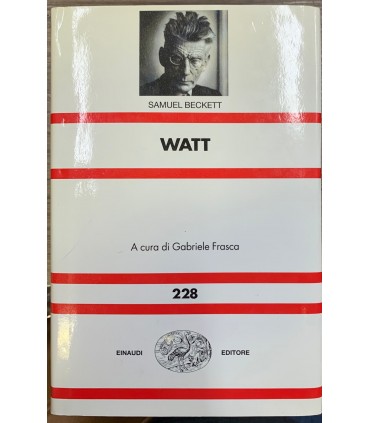 SAMUEL BECKETT
WATT
A cura di Gabriele Frasca
228
EINAUDI EDITORE